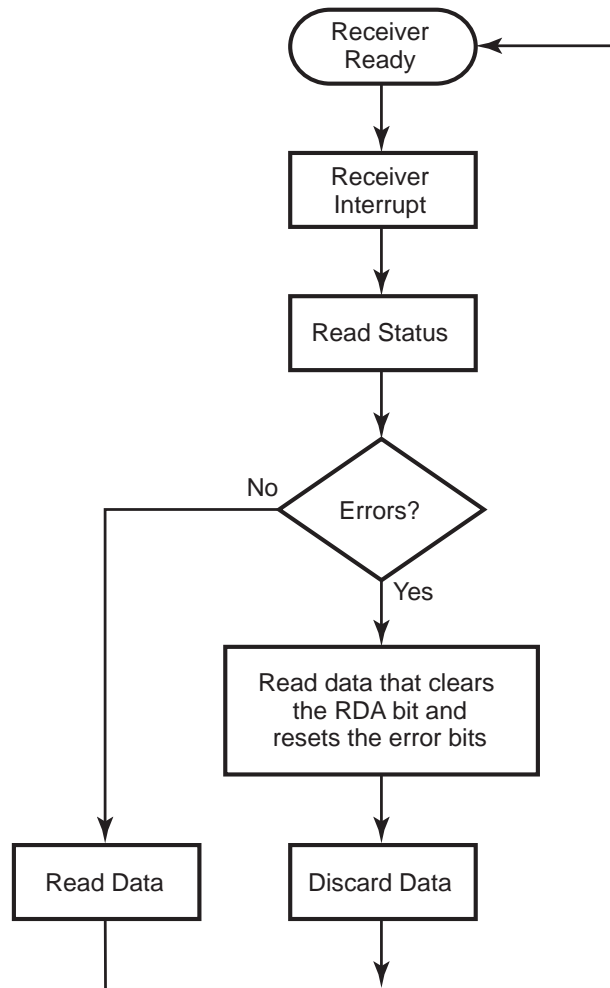 Receiver
Ready
Receiver
Interrupt
Read Status
Errors?
No
Yes
Read data that clears
the RDA bit and
resets the error bits
Read Data
Discard Data